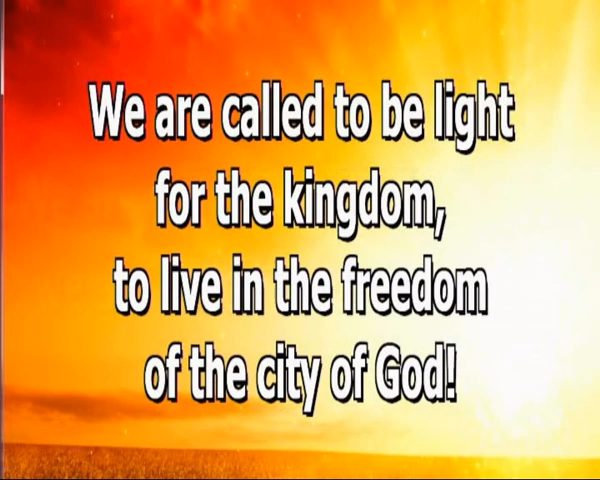 We are called to be light
for the kingdom,
to live in the freedom
of the city of God!